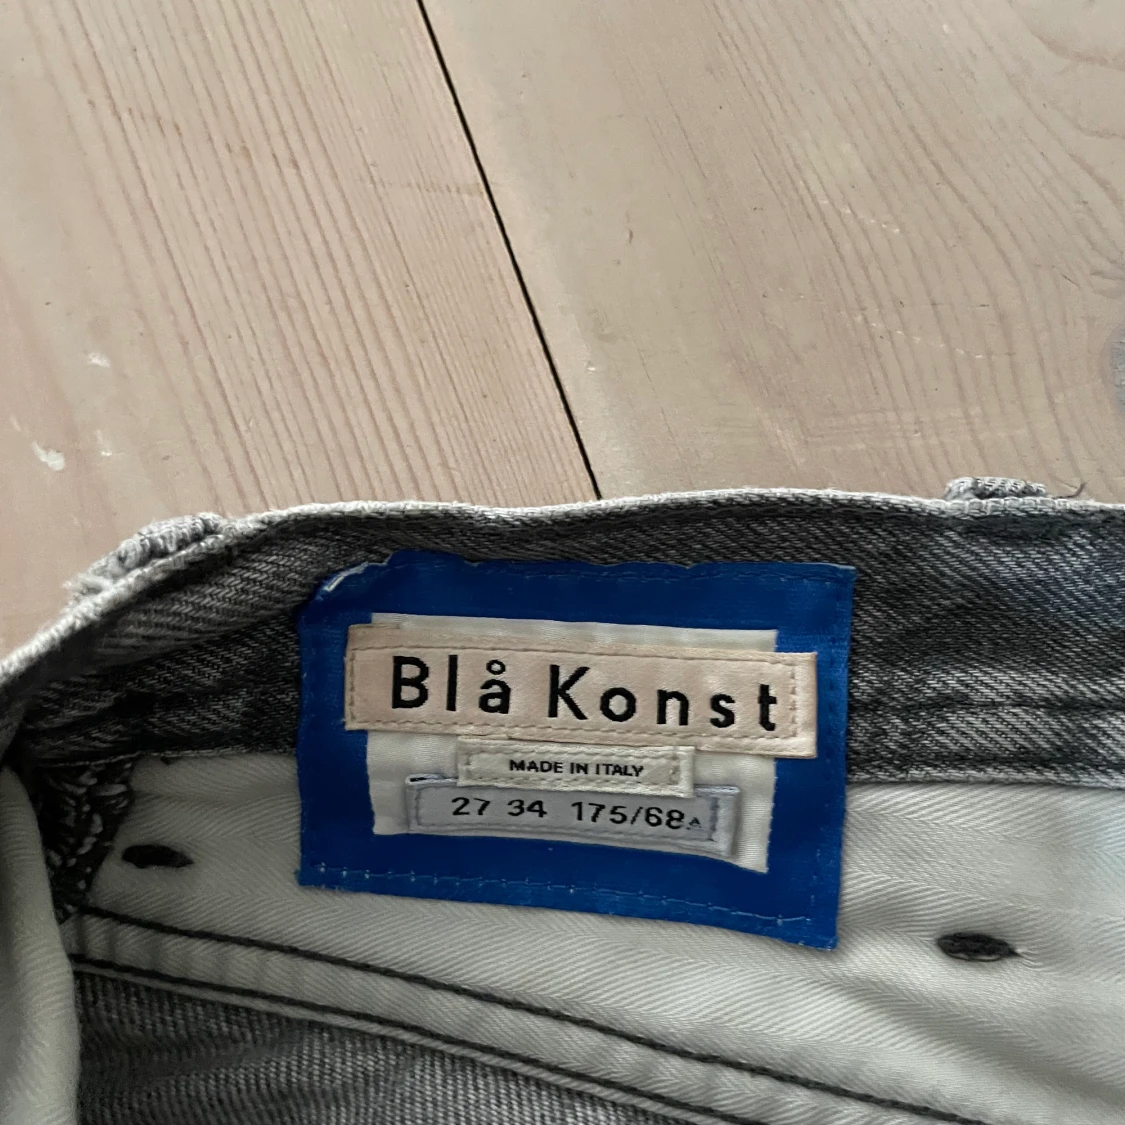 Blå Konst
MADE IN ITALY
27 34 175/68A